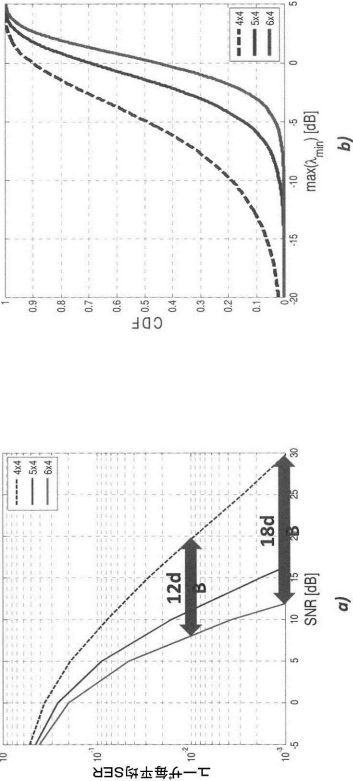 10
10⁻¹
10⁻²
10⁻³
ユーザ毎平均SER
-5
0
5
10
15
20
25
30
SNR [dB]
4x4
5x4
6x4
12d
B
18d
B
a)
1
0.9
0.8
0.7
0.6
0.5
0.4
0.3
0.2
0.1
0
CDF
-20
-15
-10
-5
0
5
max(λmin) [dB]
4x4
5x4
6x4
b)